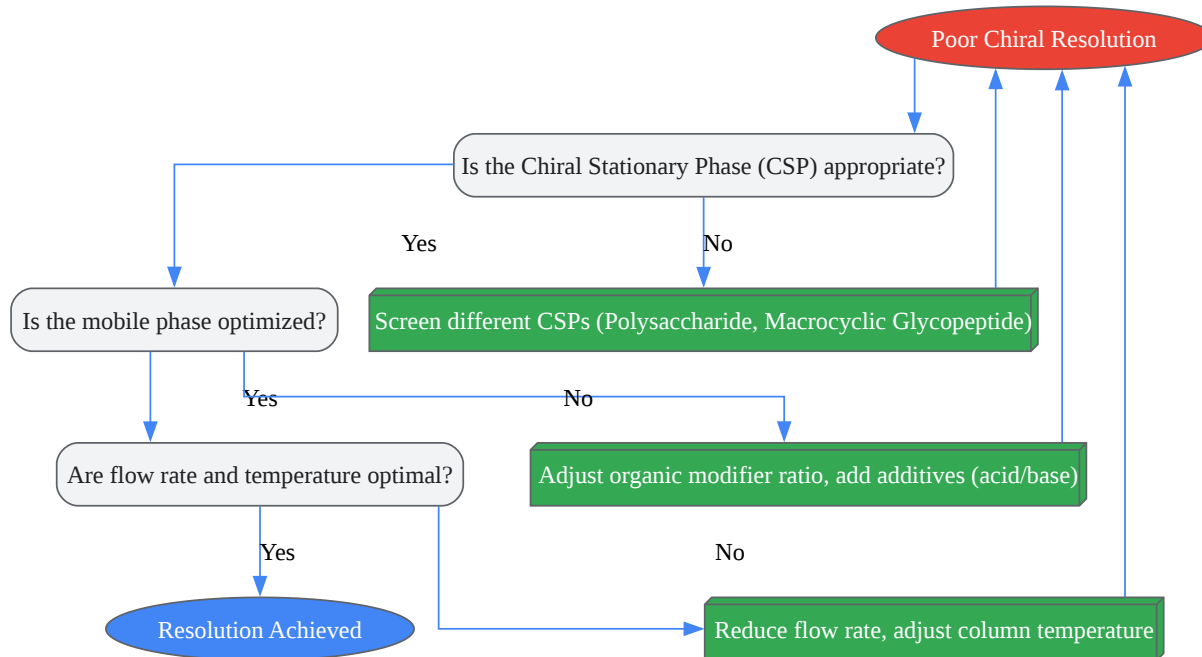 Poor Chiral Resolution
Is the Chiral Stationary Phase (CSP) appropriate?
Yes
No
Is the mobile phase optimized?
Screen different CSPs (Polysaccharide, Macrocyclic Glycopeptide)
Yes
No
Are flow rate and temperature optimal?
Adjust organic modifier ratio, add additives (acid/base)
Yes
No
Resolution Achieved
Reduce flow rate, adjust column temperature